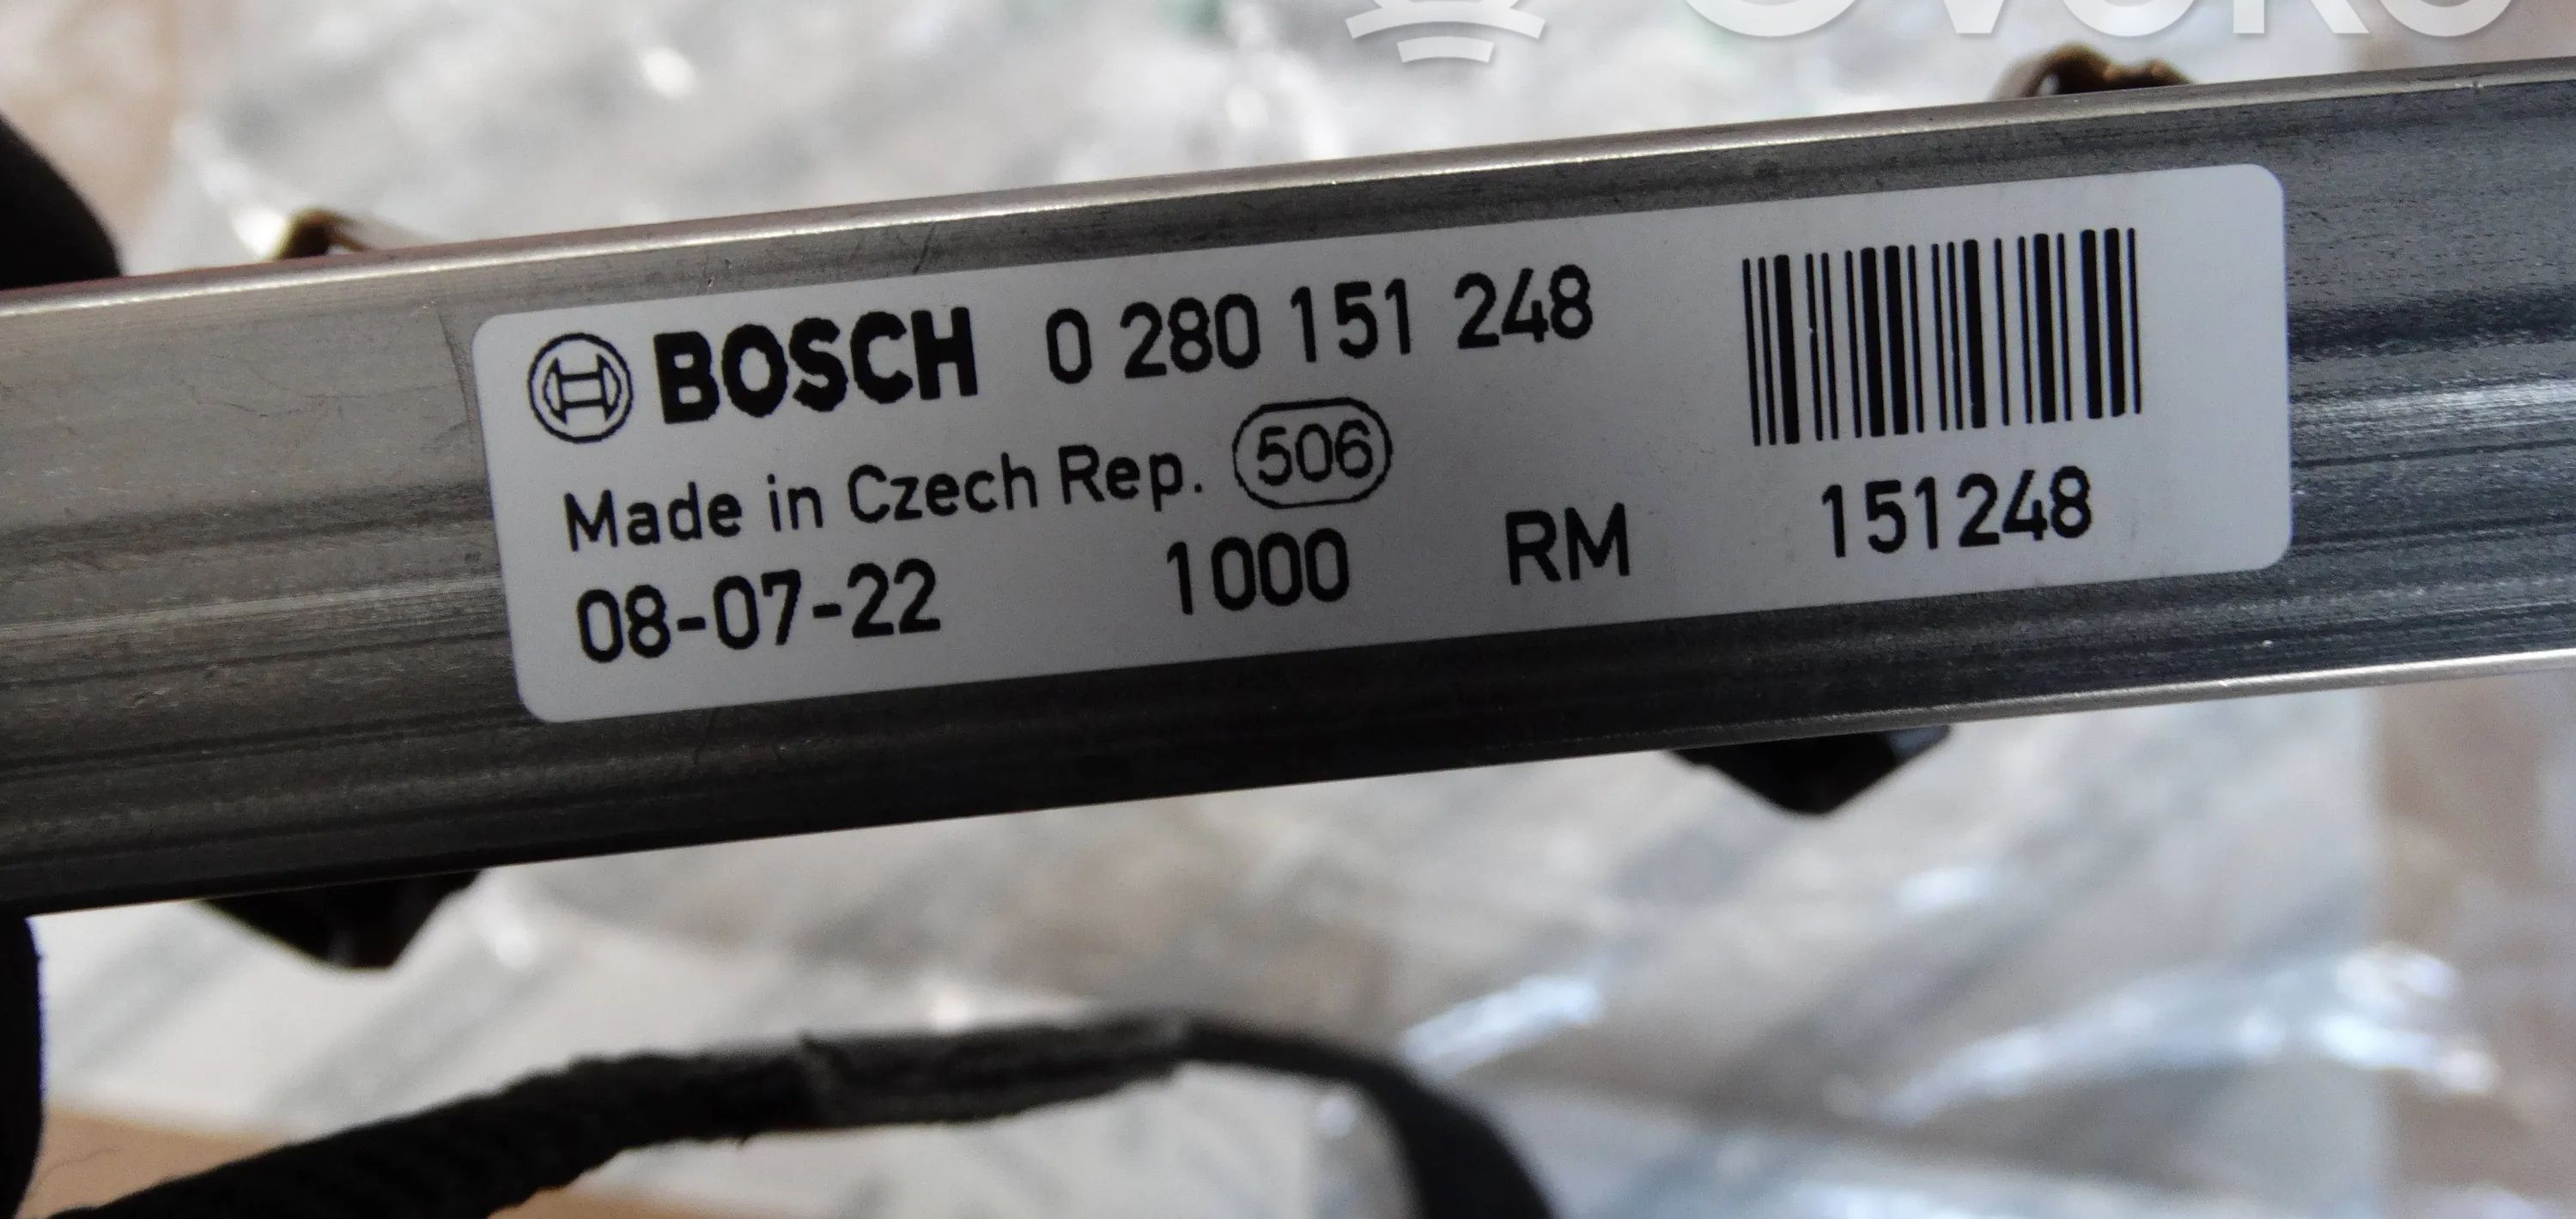 BOSCH 0 280 151 248
Made in Czech Rep. 506
08-07-22 1000 RM
151248